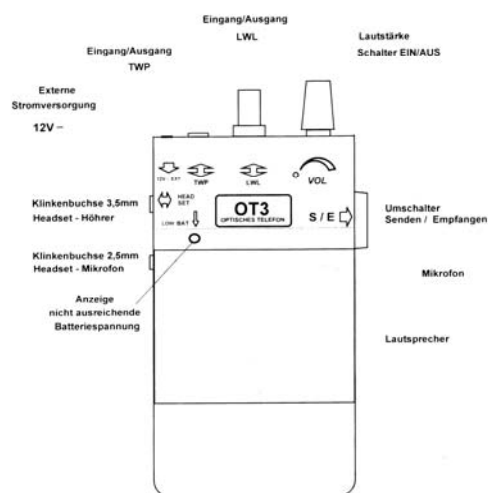 Eingang/Ausgang
LWL
Eingang/Ausgang
TWP
Lautstärke
Schalter EIN/AUS
Externe
Stromversorgung
12V
12V - EXT
TWP
LWL
VOL
HEAD
SET
LOW BAT
OT3
OPTISCHES TELEFON
S / E
Klinkenbuchse 3,5mm
Headset - Höhrer
Umschalter
Senden / Empfangen
Klinkenbuchse 2,5mm
Headset - Mikrofon
Mikrofon
Anzeige
nicht ausreichende
Batteriespannung
Lautsprecher